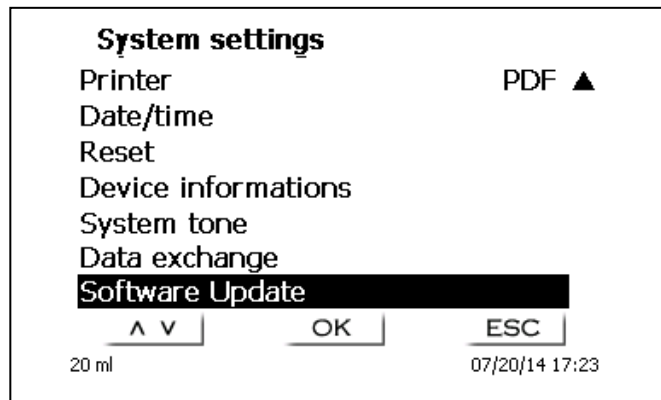 System settings
Printer PDF ▲
Date/time
Reset
Device informations
System tone
Data exchange
Software Update
∧ ∨ OK ESC
20 ml 07/20/14 17:23